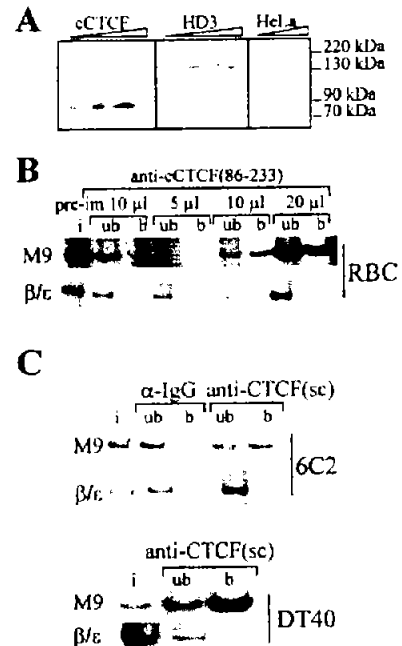 A
cCTCF HD3 HeLa
220 kDa
130 kDa
90 kDa
70 kDa
B
anti-cCTCF(86-233)
pre-im 10 µl 5 µl 10 µl 20 µl
i ub b ub b ub b ub b
M9
β/ε
RBC
C
α-IgG anti-CTCF(sc)
i ub b ub b
M9
β/ε
6C2
anti-CTCF(sc)
i ub b
M9
β/ε
DT40